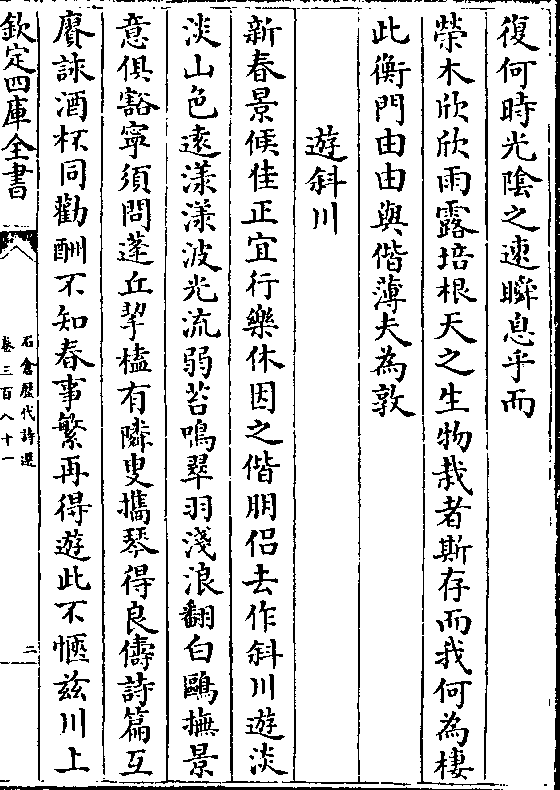 復何時光陰之速瞬息乎而
榮木欣欣雨露培根天之生物栽者斯存而我何為棲
此衡門由由與偕薄夫為敦
遊斜川
新春景候佳正宜行樂休因之偕朋侣去作斜川遊淡
淡山色逺漾漾波光流弱苔鳴翠羽淺浪翻白鷗撫景
意俱豁寧須問蓬丘挈榼有隣叟攜琴得良儔詩篇互
賡詠酒杯同勸酬不知春事繁再得遊此不愜兹川上
欽定四庫全書
石倉歴代詩選
卷三百八十一
二